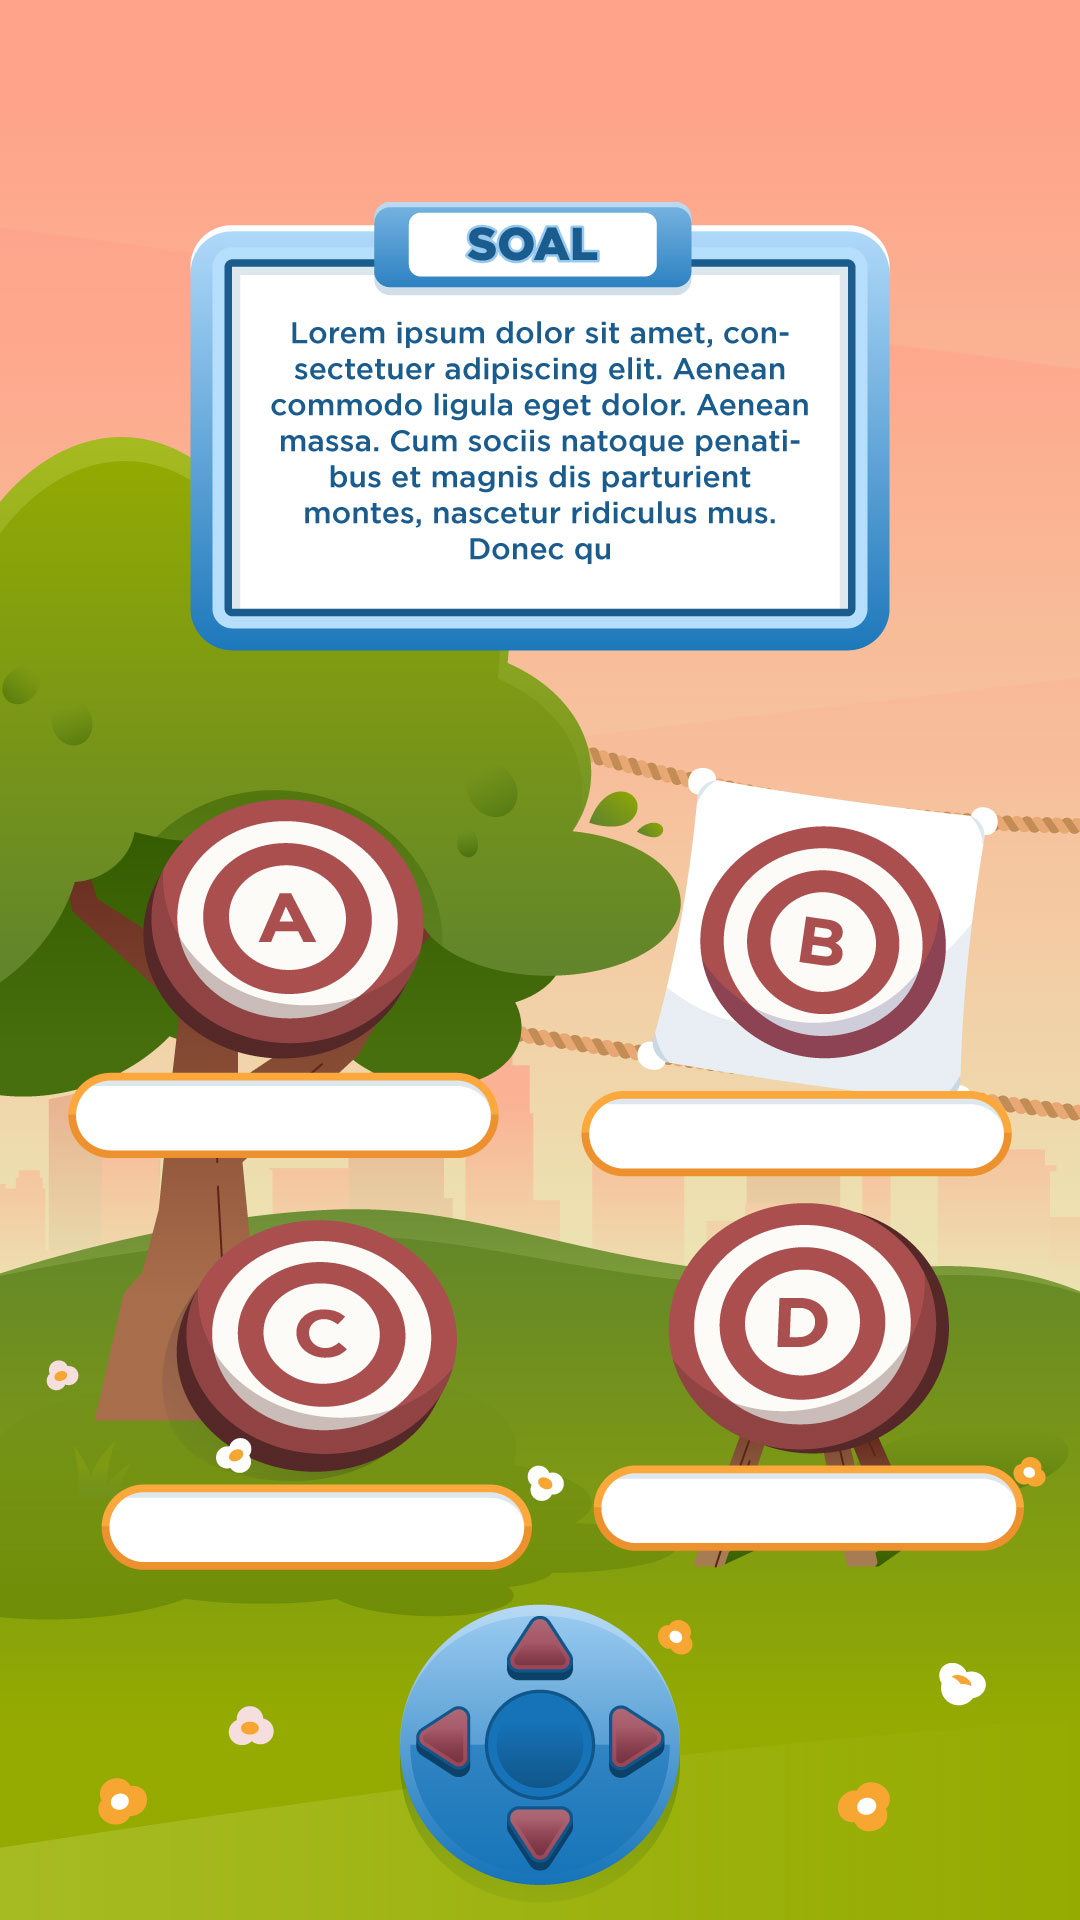 SOAL
Lorem ipsum dolor sit amet, con-
sectetuer adipiscing elit. Aenean
commodo ligula eget dolor. Aenean
massa. Cum sociis natoque penati-
bus et magnis dis parturient
montes, nascetur ridiculus mus.
Donec qu
A
B
C
D